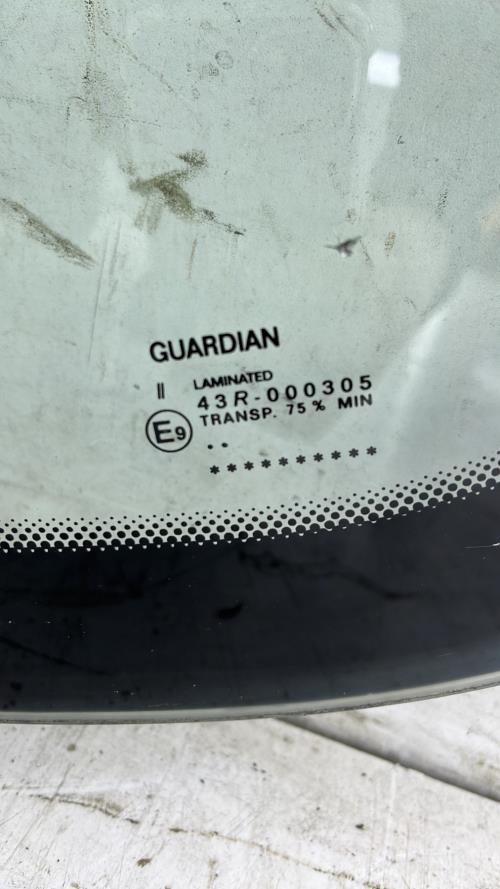 GUARDIAN
II LAMINATED
43R-000305
E9 TRANSP. 75% MIN
..
**********